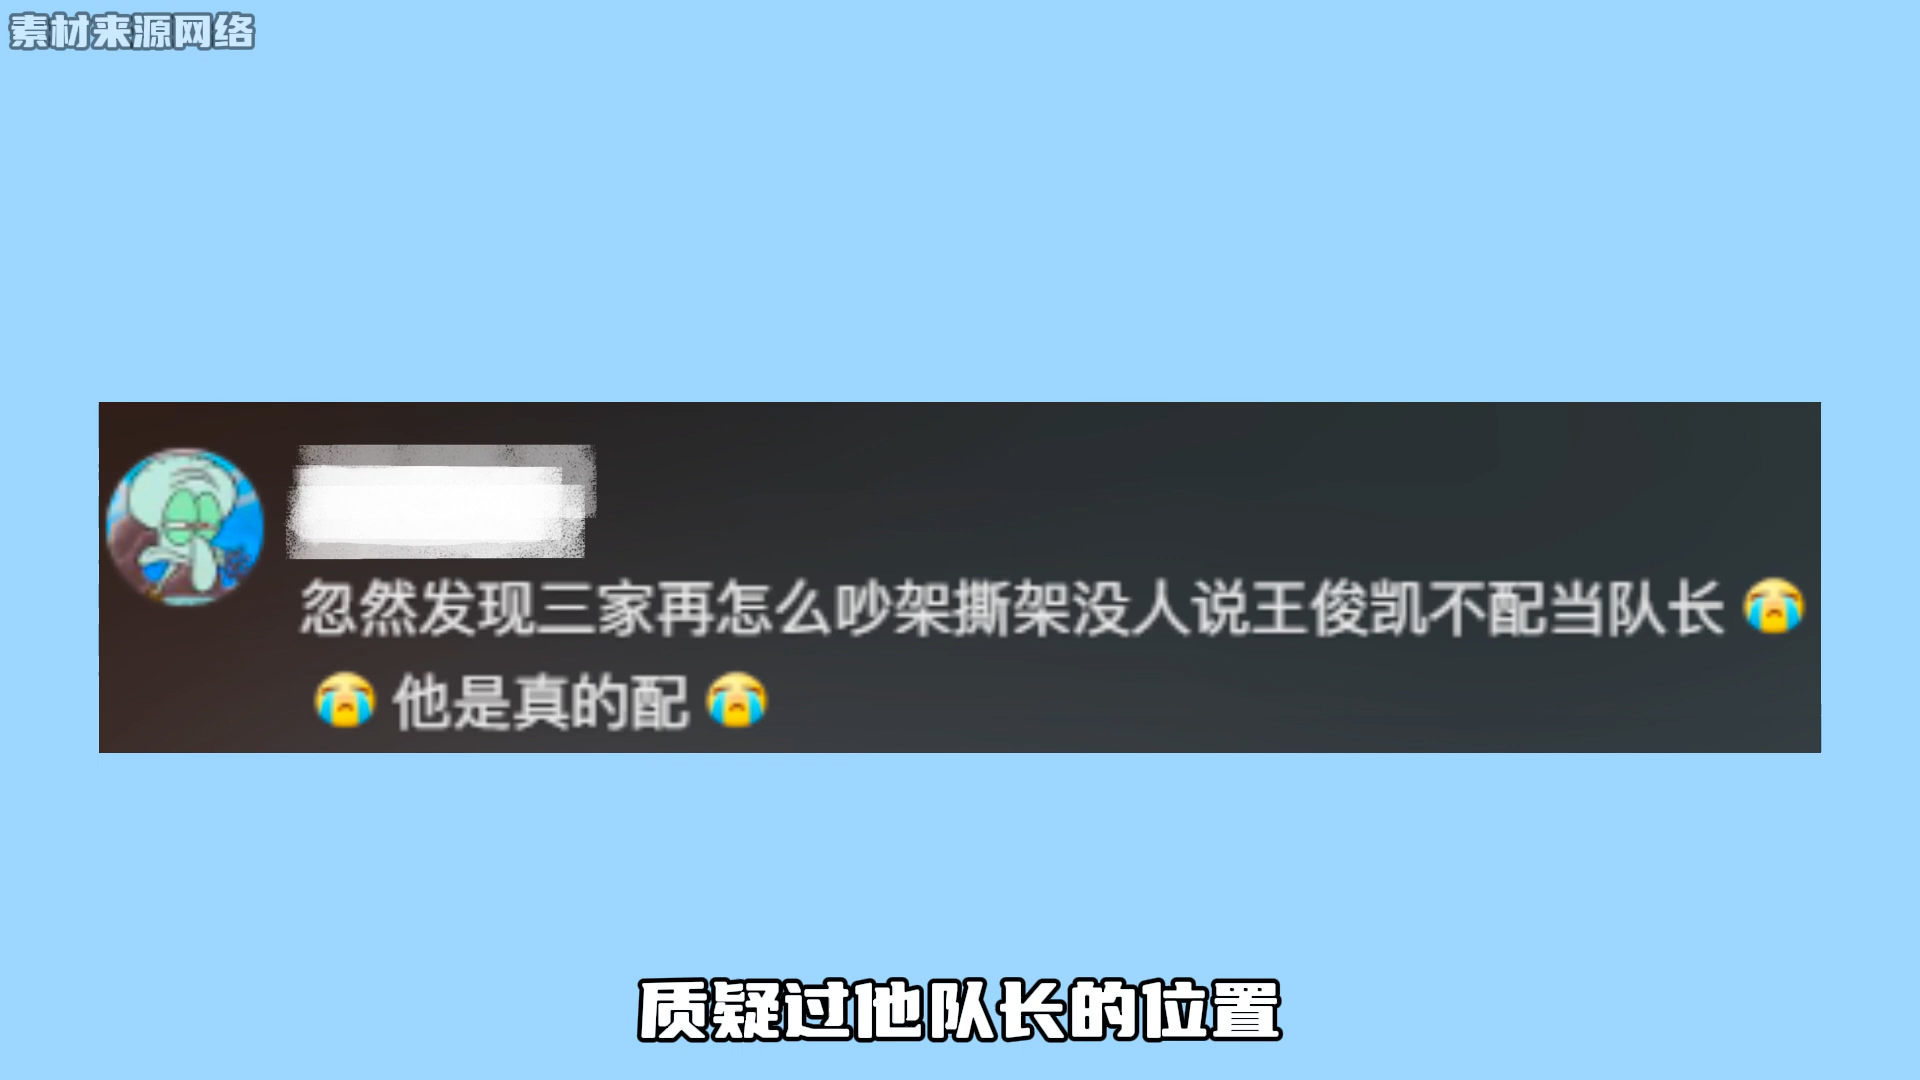 素材来源网络
忽然发现三家再怎么吵架撕架没人说王俊凯不配当队长😭
😭他是真的配😭
质疑过他队长的位置